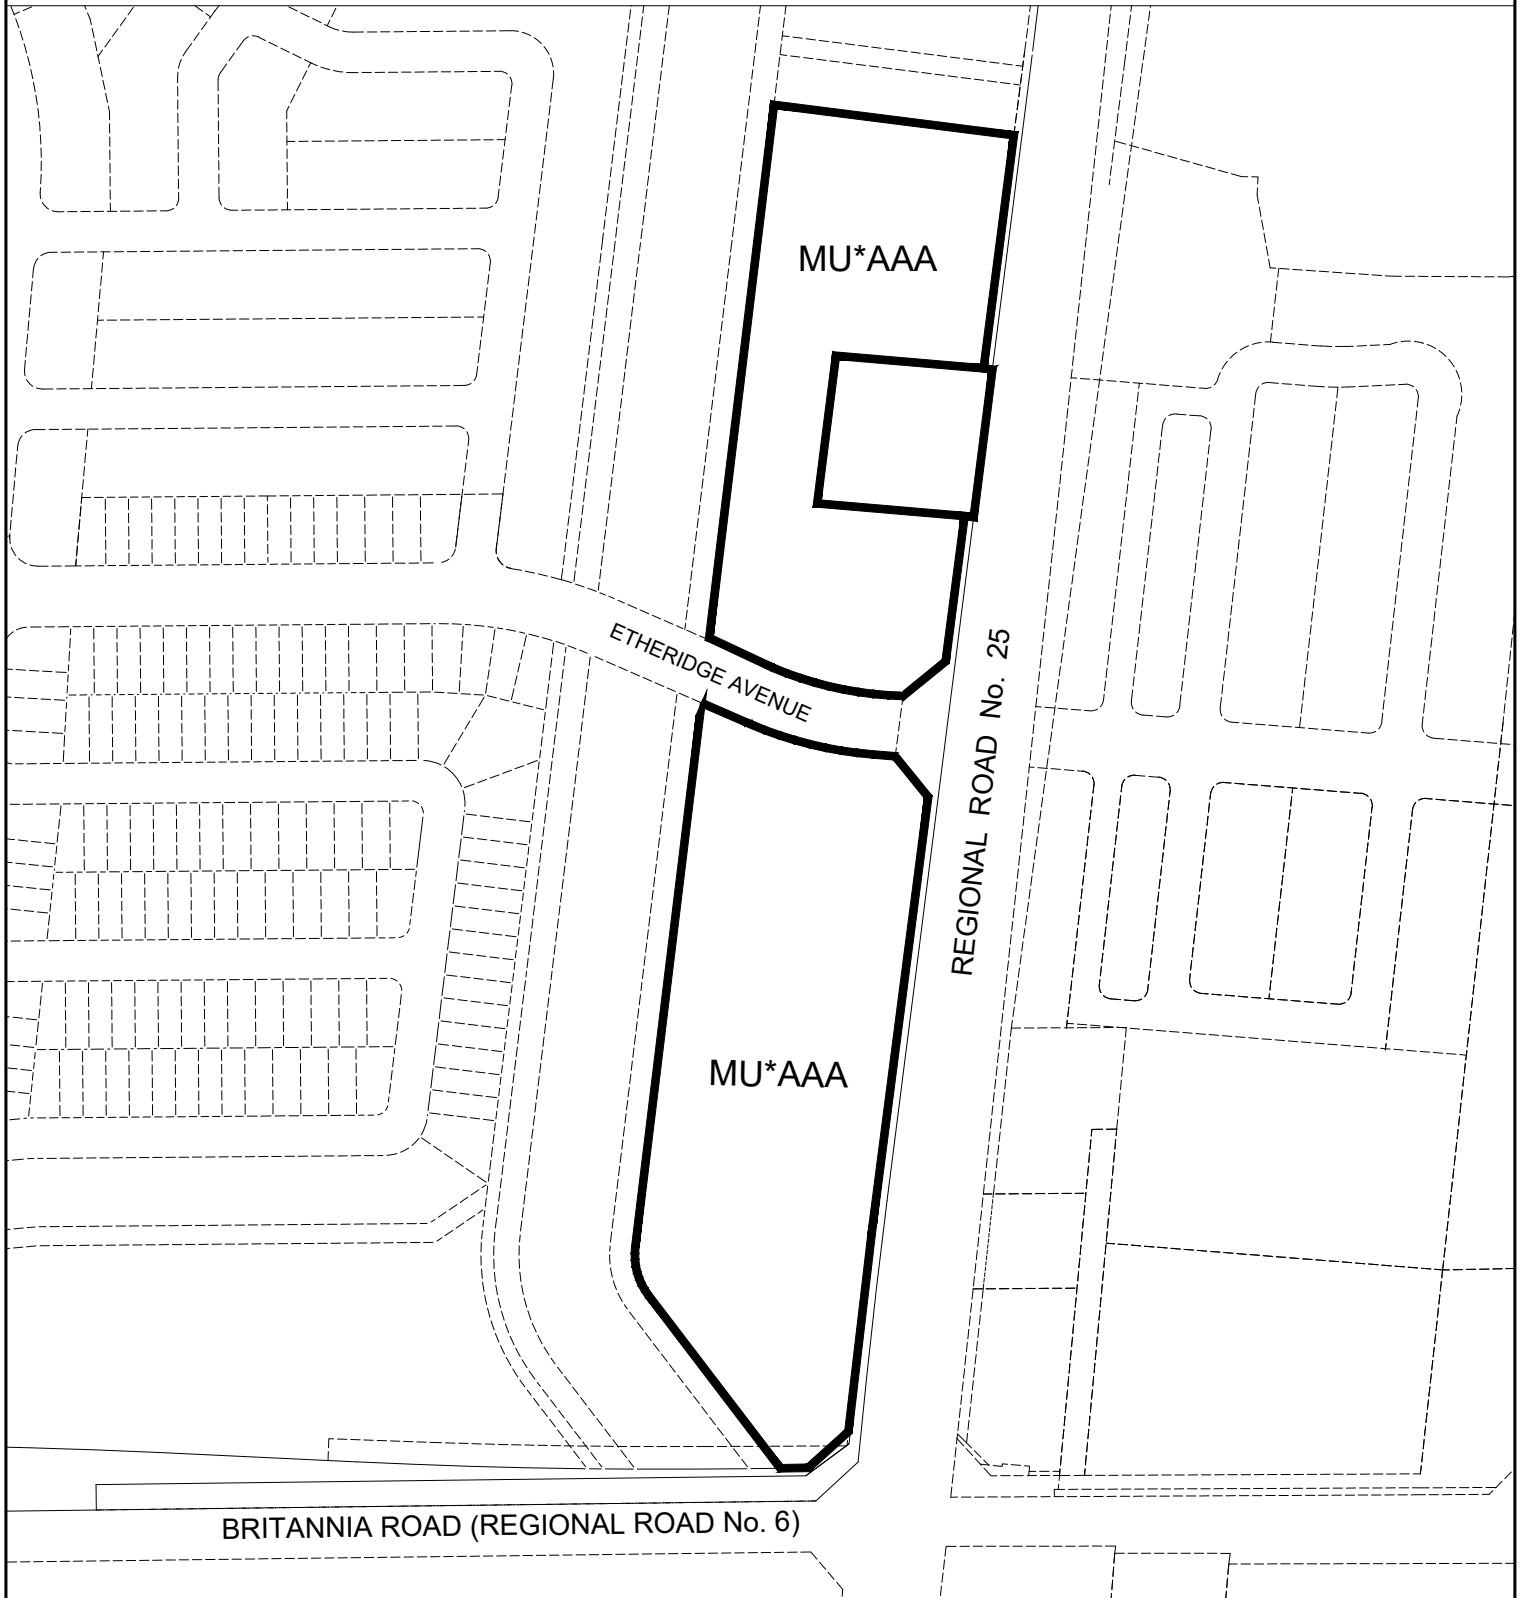 MU*AAA
ETHERIDGE AVENUE
REGIONAL ROAD No. 25
MU*AAA
BRITANNIA ROAD (REGIONAL ROAD No. 6)